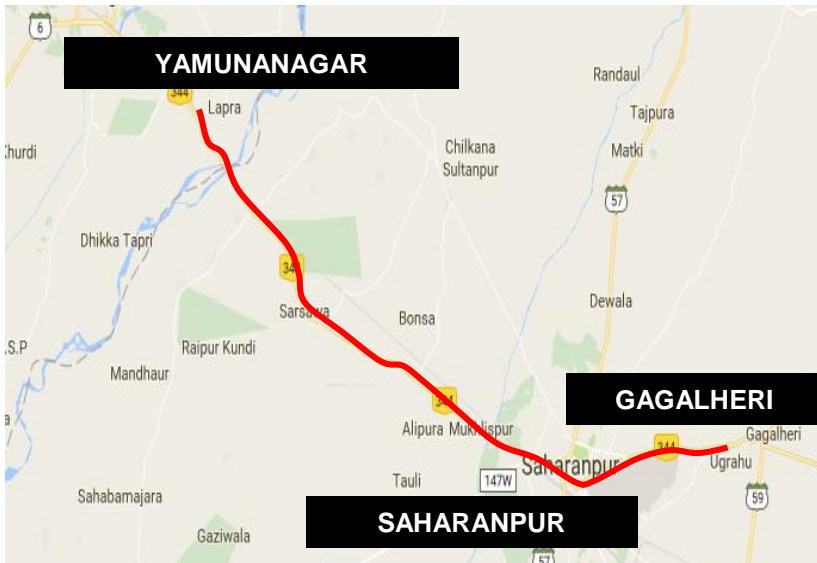 6
YAMUNANAGAR
344
Lapra
Randaul
Tajpura
Khurdi
Chilkana
Sultanpur
Matki
57
Dhikka Tapri
344
Sarsawa
Dewala
Bonsa
.S.P
Raipur Kundi
Mandhaur
GAGALHERI
344
Alipura Mukhlispur
344
Gagalheri
Saharanpur
Ugrahu
Tauli
147W
Sahabamajara
59
SAHARANPUR
Gaziwala
57